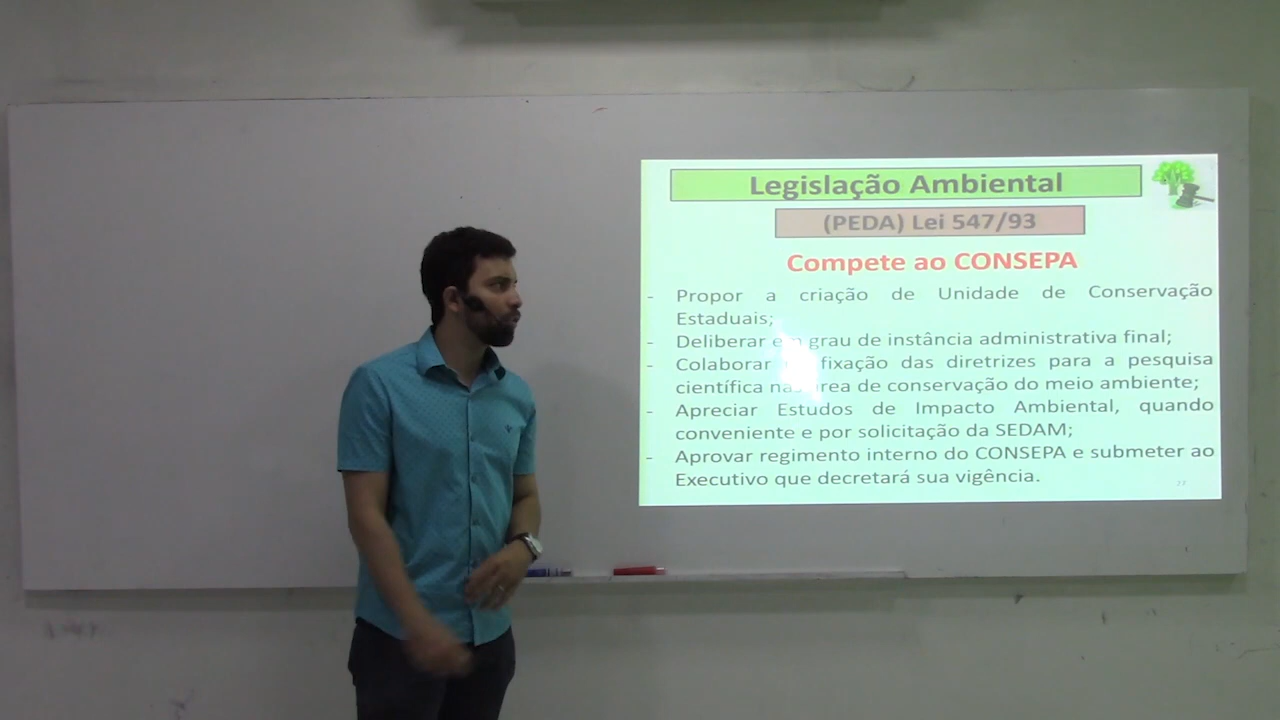 Legislação Ambiental
(PEDA) Lei 547/93
Compete ao CONSEPA
- Propor a criação de Unidade de Conservação
Estaduais;
- Deliberar em grau de instância administrativa final;
- Colaborar fixação das diretrizes para a pesquisa
científica nas área de conservação do meio ambiente;
- Apreciar Estudos de Impacto Ambiental, quando
conveniente e por solicitação da SEDAM;
- Aprovar regimento interno do CONSEPA e submeter ao
Executivo que decretará sua vigência.